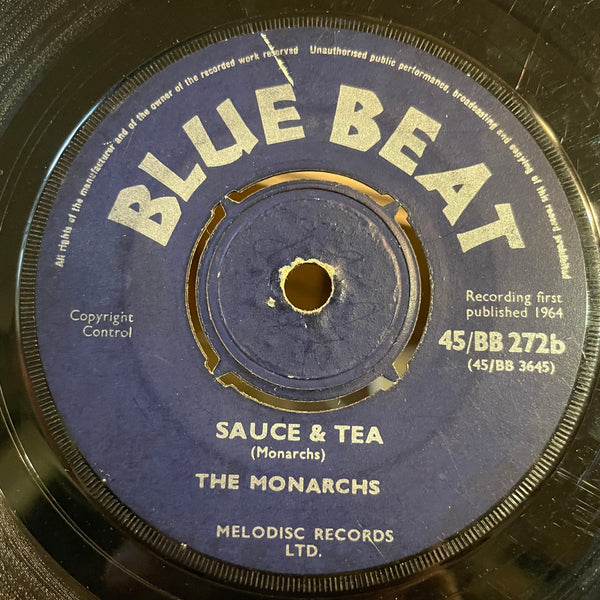 All rights of the manufacturer and of the owner of the recorded work reserved Unauthorised public performance, broadcasting and copying of this record prohibited
BLUE BEAT
Copyright
Control
Recording first
published 1964
45/BB 272b
(45/BB 3645)
SAUCE & TEA
(Monarchs)
THE MONARCHS
MELODISC RECORDS
LTD.